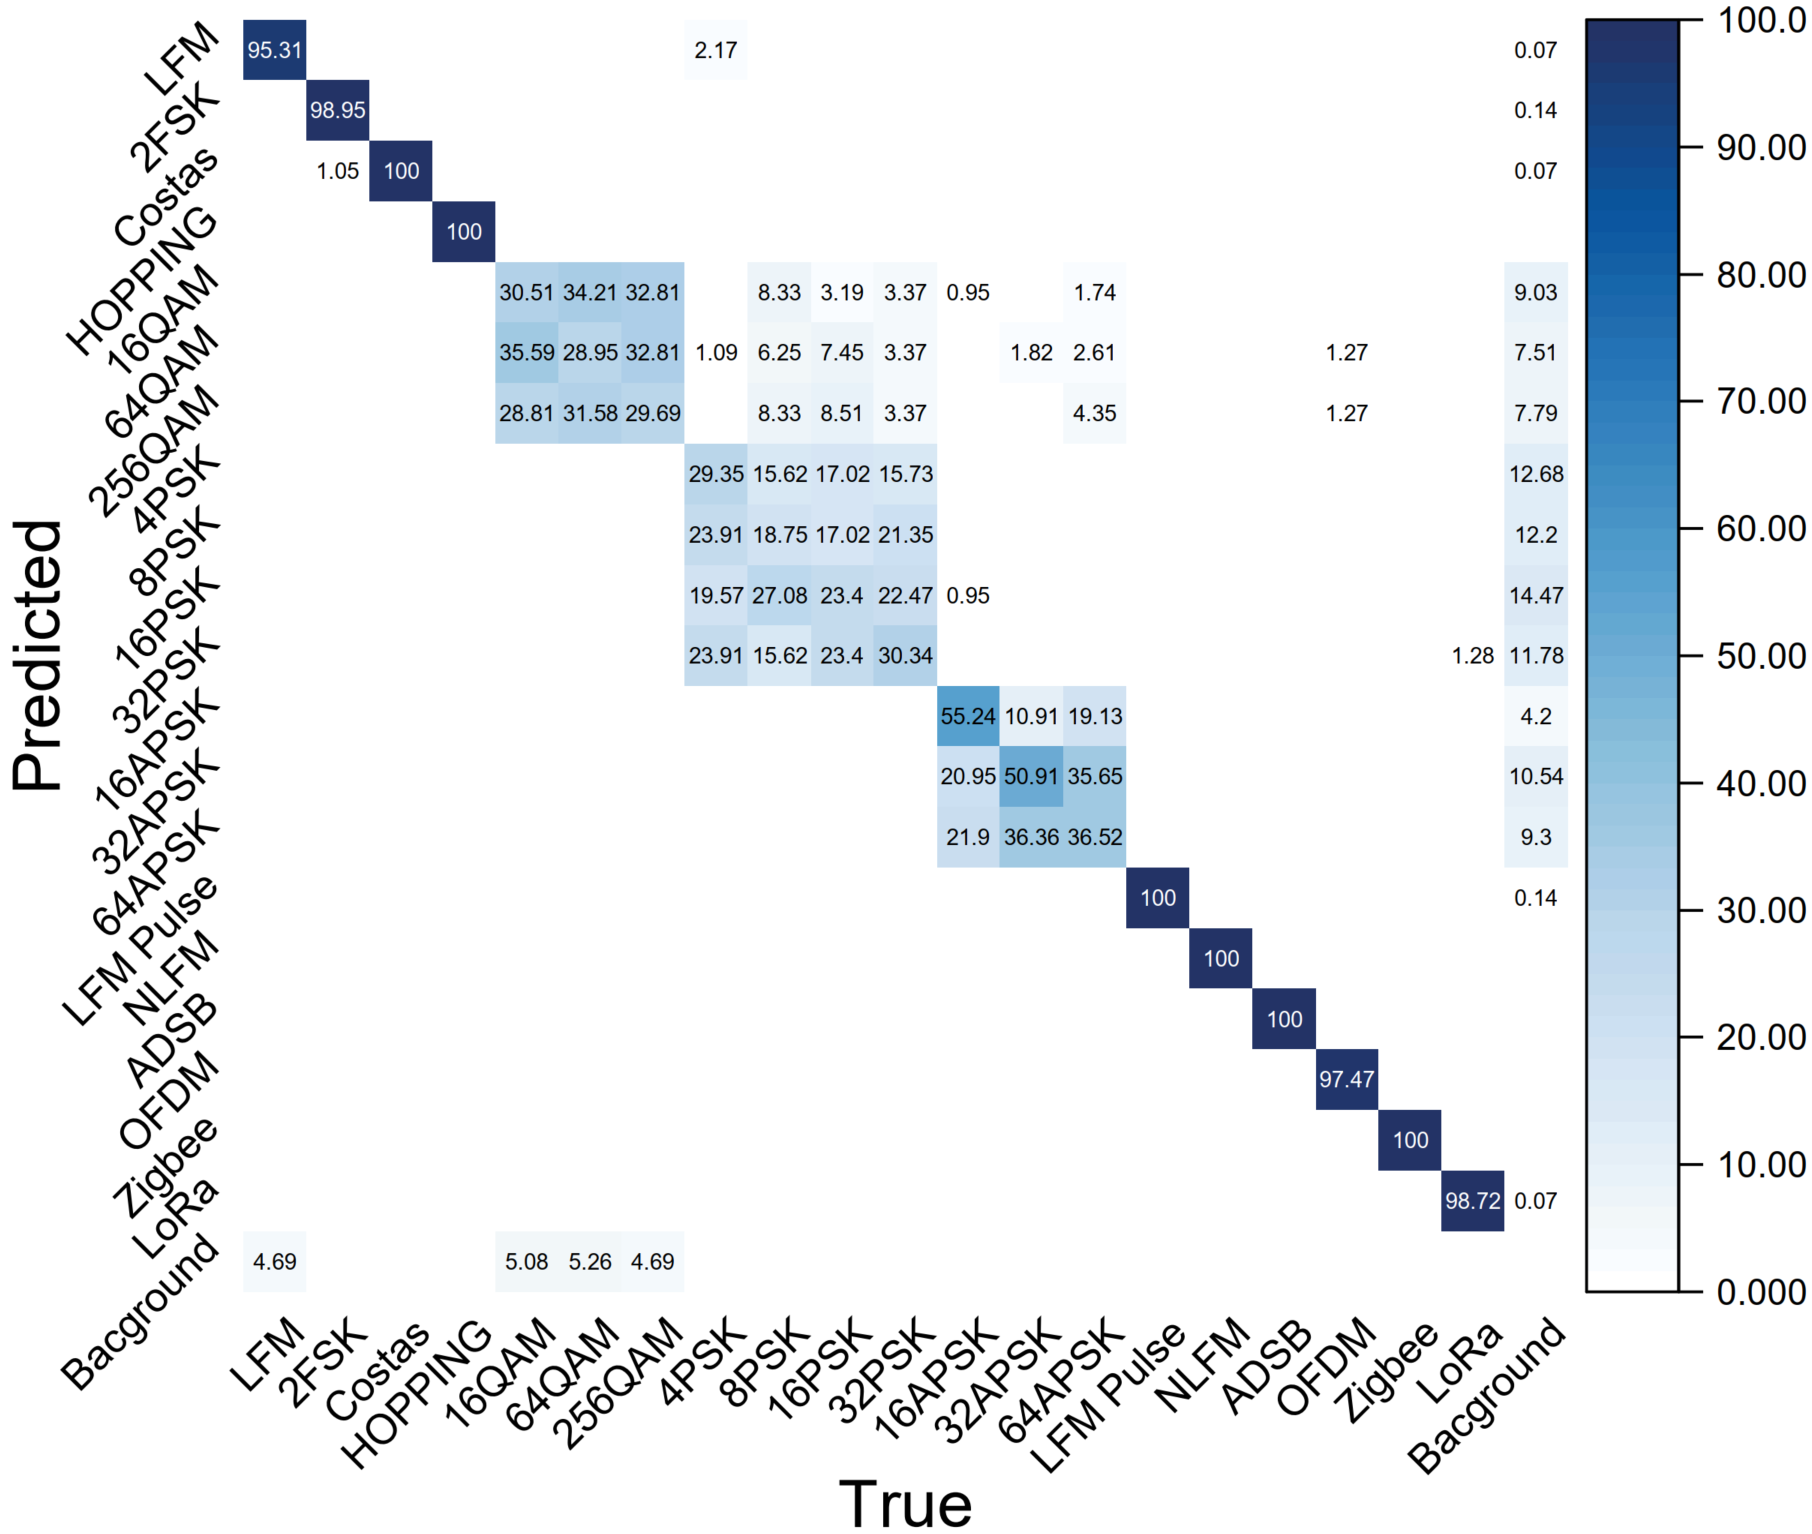 LFM 95.31 2.17 0.07
2FSK 98.95 0.14
Costas 1.05 100 0.07
HOPPING 100
16QAM 30.51 34.21 32.81 8.33 3.19 3.37 0.95 1.74 9.03
64QAM 35.59 28.95 32.81 1.09 6.25 7.45 3.37 1.82 2.61 1.27 7.51
256QAM 28.81 31.58 29.69 8.33 8.51 3.37 4.35 1.27 7.79
4PSK 29.35 15.62 17.02 15.73 12.68
8PSK 23.91 18.75 17.02 21.35 12.2
16PSK 19.57 27.08 23.4 22.47 0.95 14.47
32PSK 23.91 15.62 23.4 30.34 1.28 11.78
16APSK 55.24 10.91 19.13 4.2
32APSK 20.95 50.91 35.65 10.54
64APSK 21.9 36.36 36.52 9.3
LFM Pulse 100 0.14
NLFM 100
ADSB 100
OFDM 97.47
Zigbee 100
LoRa 98.72 0.07
Bacground 4.69 5.08 5.26 4.69
LFM 2FSK Costas HOPPING 16QAM 64QAM 256QAM 4PSK 8PSK 16PSK 32PSK 16APSK 32APSK 64APSK LFM Pulse NLFM ADSB OFDM Zigbee LoRa Bacground
True
Predicted
100.0
90.00
80.00
70.00
60.00
50.00
40.00
30.00
20.00
10.00
0.000